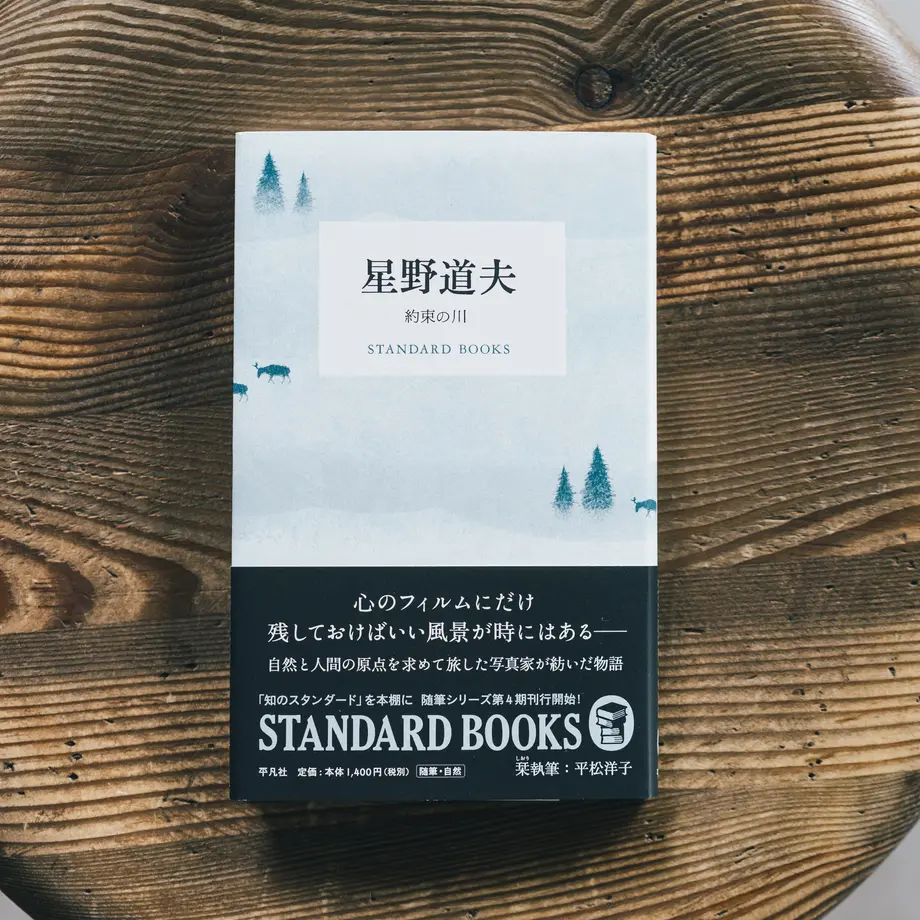 星野道夫
約束の川
STANDARD BOOKS
心のフィルムにだけ
残しておけばいい風景が時にはある——
自然と人間の原点を求めて旅した写真家が紡いだ物語
「知のスタンダード」を本棚に 随筆シリーズ第4期刊行開始!
STANDARD BOOKS
平凡社 定価:本体1,400円(税別) 随筆・自然
しおり
栞執筆:平松洋子